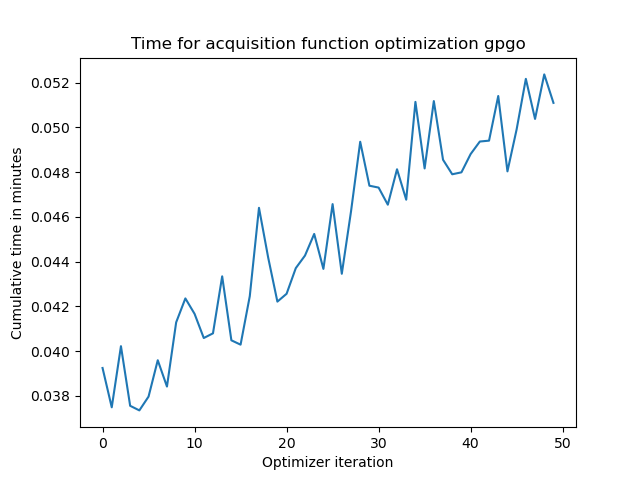 Time for acquisition function optimization gpgo
Cumulative time in minutes
0.052
0.050
0.048
0.046
0.044
0.042
0.040
0.038
0 10 20 30 40 50
Optimizer iteration